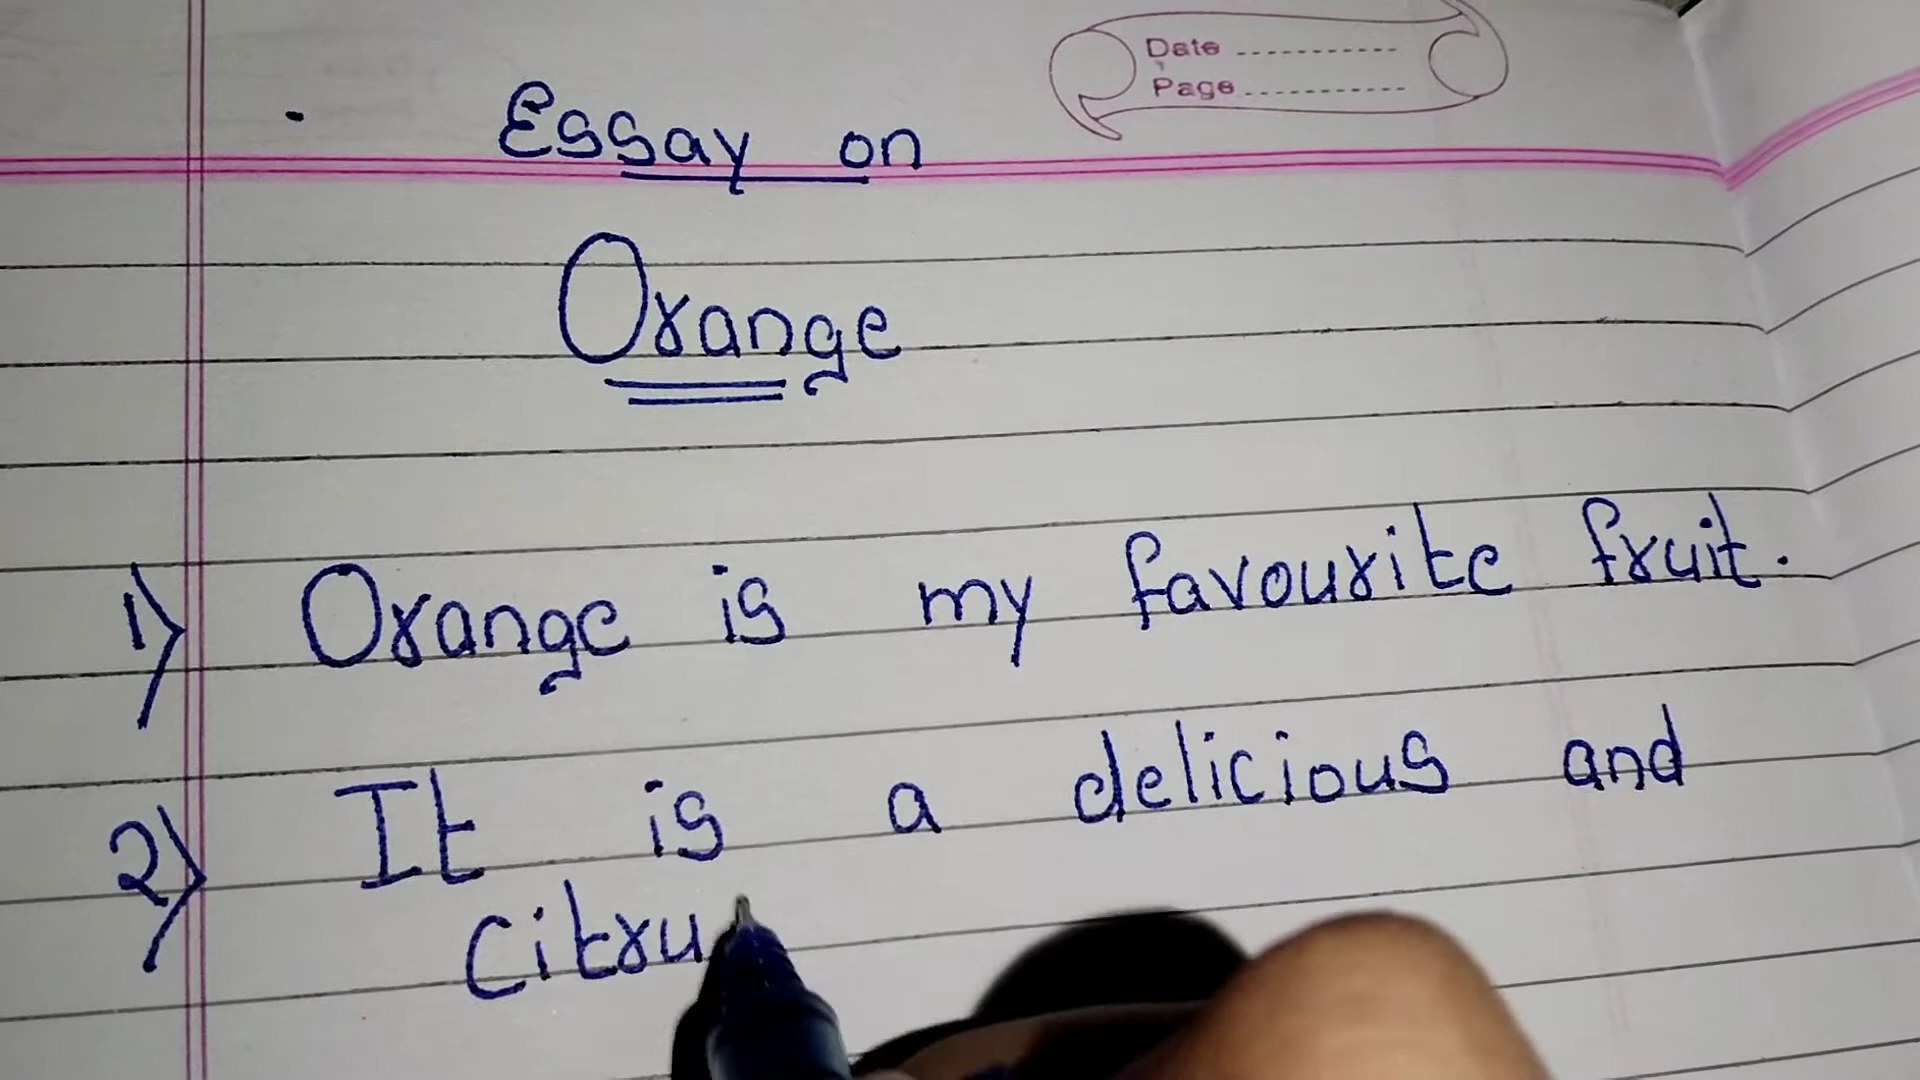 Date ............
Page ............
Essay on
Orange
1) Orange is my favourite fruit.
2) It is a delicious and
Citru